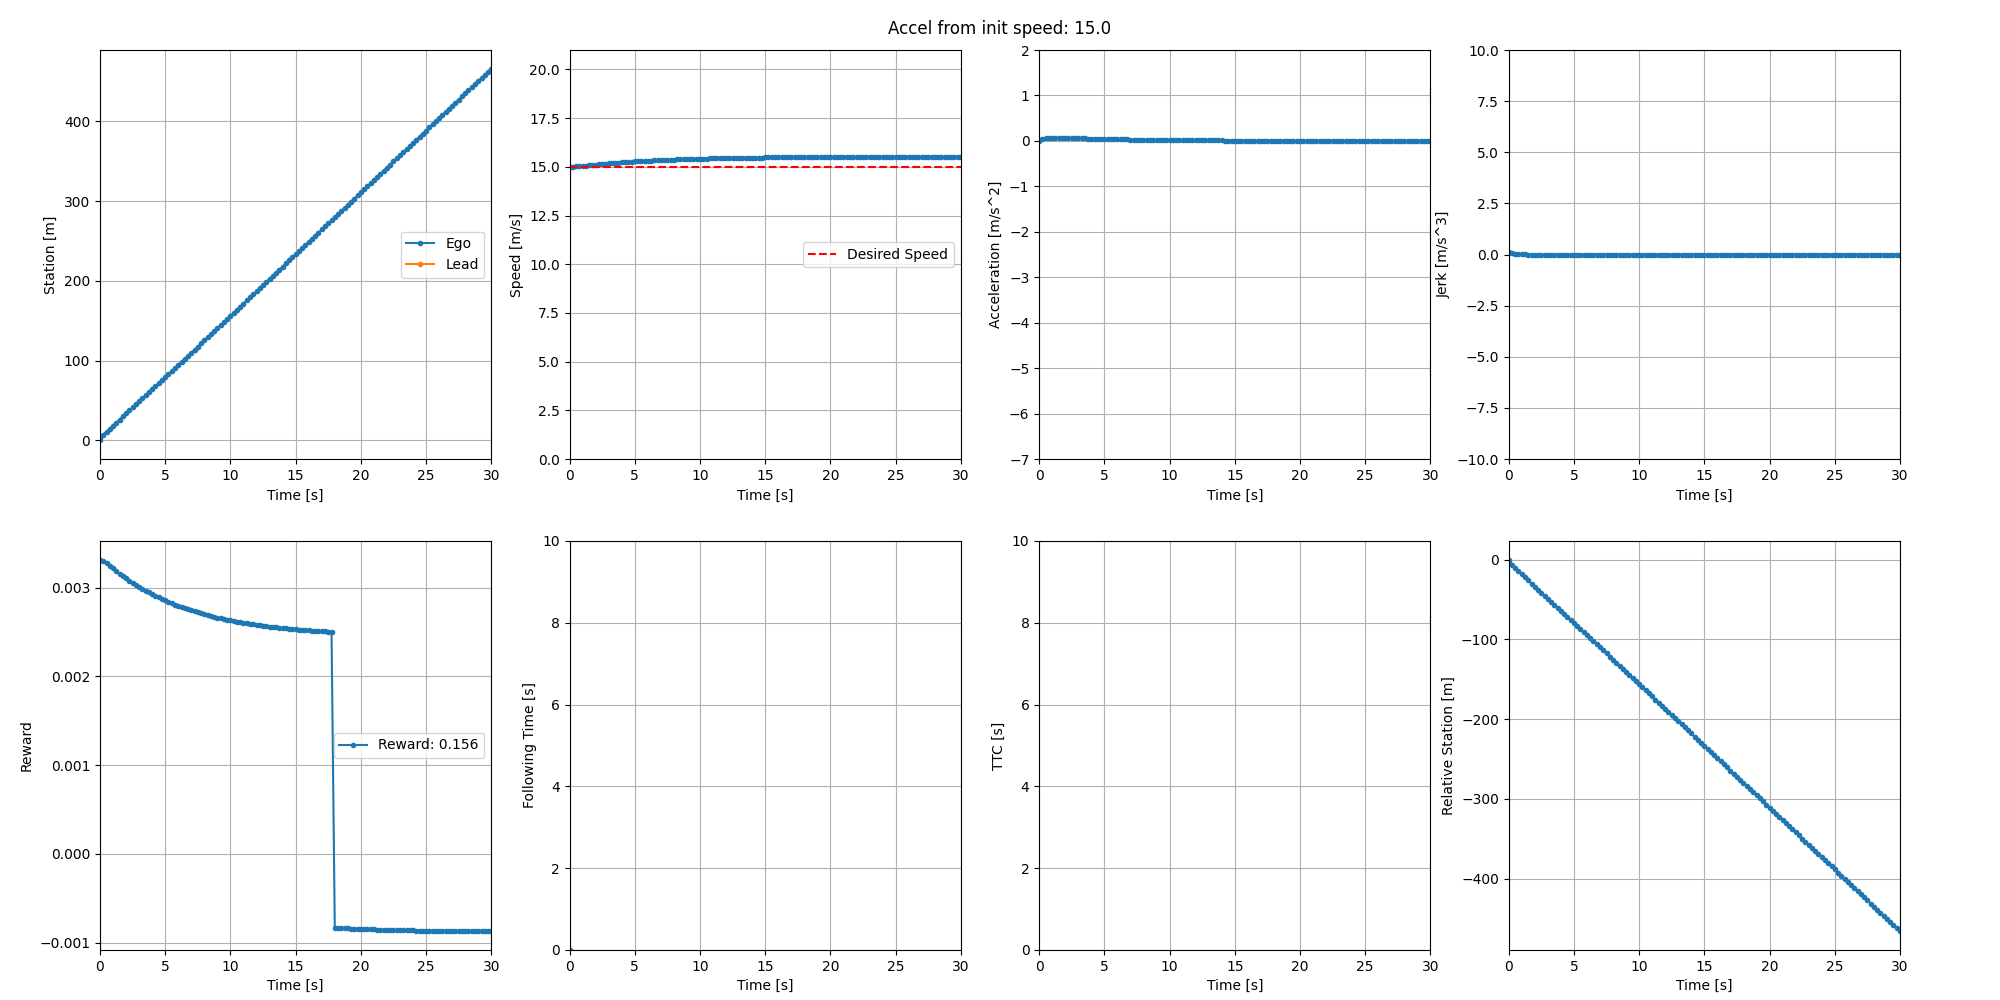 Accel from init speed: 15.0
Station [m]
400
300
200
100
0
Ego
Lead
0 5 10 15 20 25 30
Time [s]
Speed [m/s]
20.0
17.5
15.0
12.5
10.0
7.5
5.0
2.5
0.0
Desired Speed
0 5 10 15 20 25 30
Time [s]
Acceleration [m/s^2]
2
1
0
−1
−2
−3
−4
−5
−6
−7
0 5 10 15 20 25 30
Time [s]
Jerk [m/s^3]
10.0
7.5
5.0
2.5
0.0
−2.5
−5.0
−7.5
−10.0
0 5 10 15 20 25 30
Time [s]
Reward
0.003
0.002
0.001
0.000
−0.001
Reward: 0.156
0 5 10 15 20 25 30
Time [s]
Following Time [s]
10
8
6
4
2
0
0 5 10 15 20 25 30
Time [s]
TTC [s]
10
8
6
4
2
0
0 5 10 15 20 25 30
Time [s]
Relative Station [m]
0
−100
−200
−300
−400
0 5 10 15 20 25 30
Time [s]